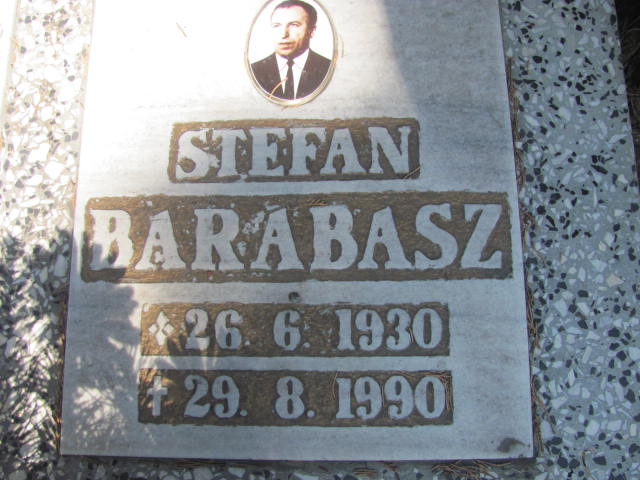 STEFAN
BARABASZ
26. 6. 1930
† 29. 8. 1990